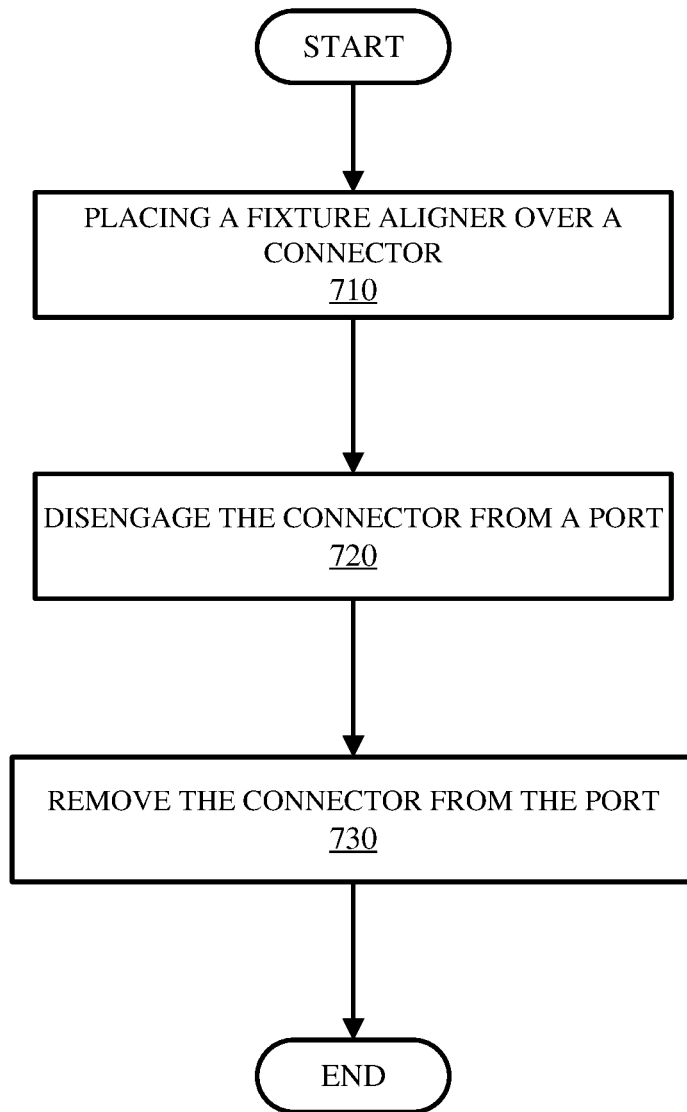 START
PLACING A FIXTURE ALIGNER OVER A
CONNECTOR
710
DISENGAGE THE CONNECTOR FROM A PORT
720
REMOVE THE CONNECTOR FROM THE PORT
730
END